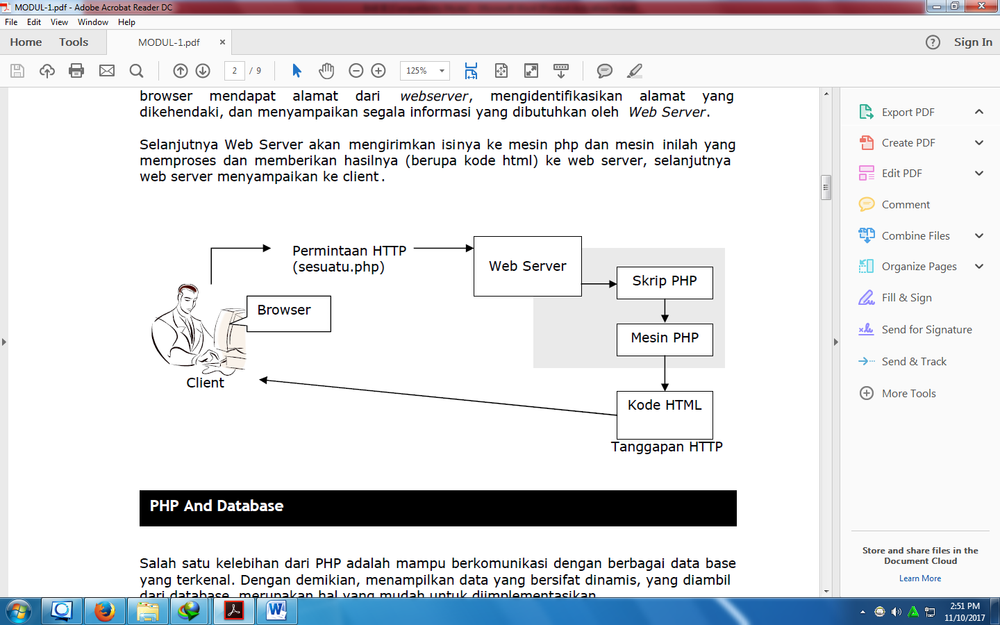 MODUL-1.pdf - Adobe Acrobat Reader DC
File Edit View Window Help
Home Tools MODUL-1.pdf × ? Sign In
2 / 9 125%
browser mendapat alamat dari webserver, mengidentifikasikan alamat yang
dikehendaki, dan menyampaikan segala informasi yang dibutuhkan oleh Web Server.
Selanjutnya Web Server akan mengirimkan isinya ke mesin php dan mesin inilah yang
memproses dan memberikan hasilnya (berupa kode html) ke web server, selanjutnya
web server menyampaikan ke client.
Permintaan HTTP
(sesuatu.php)
Web Server
Skrip PHP
Browser
Mesin PHP
Client
Kode HTML
Tanggapan HTTP
PHP And Database
Salah satu kelebihan dari PHP adalah mampu berkomunikasi dengan berbagai data base
yang terkenal. Dengan demikian, menampilkan data yang bersifat dinamis, yang diambil
dari database, merupakan hal yang mudah untuk diimplementasikan.
Export PDF
Create PDF
Edit PDF
Comment
Combine Files
Organize Pages
Fill & Sign
Send for Signature
Send & Track
More Tools
Store and share files in the
Document Cloud
Learn More
2:51 PM
11/10/2017